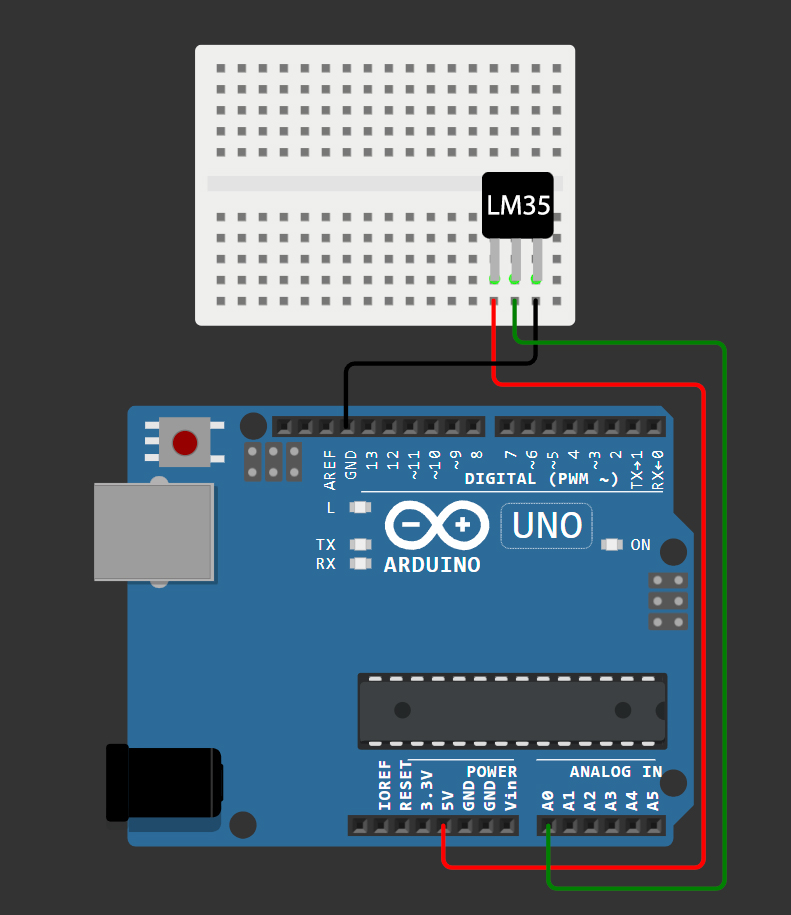 LM35
AREF
GND
13
12
~11
~10
~9
8
7
~6
~5
4
~3
2
TX→1
RX←0
DIGITAL (PWM ~)
L
TX
RX
UNO
ON
ARDUINO
POWER
ANALOG IN
IOREF
RESET
3.3V
5V
GND
GND
Vin
A0
A1
A2
A3
A4
A5